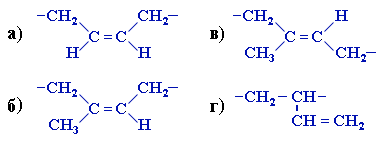 а) –CH₂ CH₂– в) –CH₂ H
C = C C = C
H H CH₃ CH₂–
б) –CH₂ CH₂– г) –CH₂–CH–
C = C CH = CH₂
CH₃ H